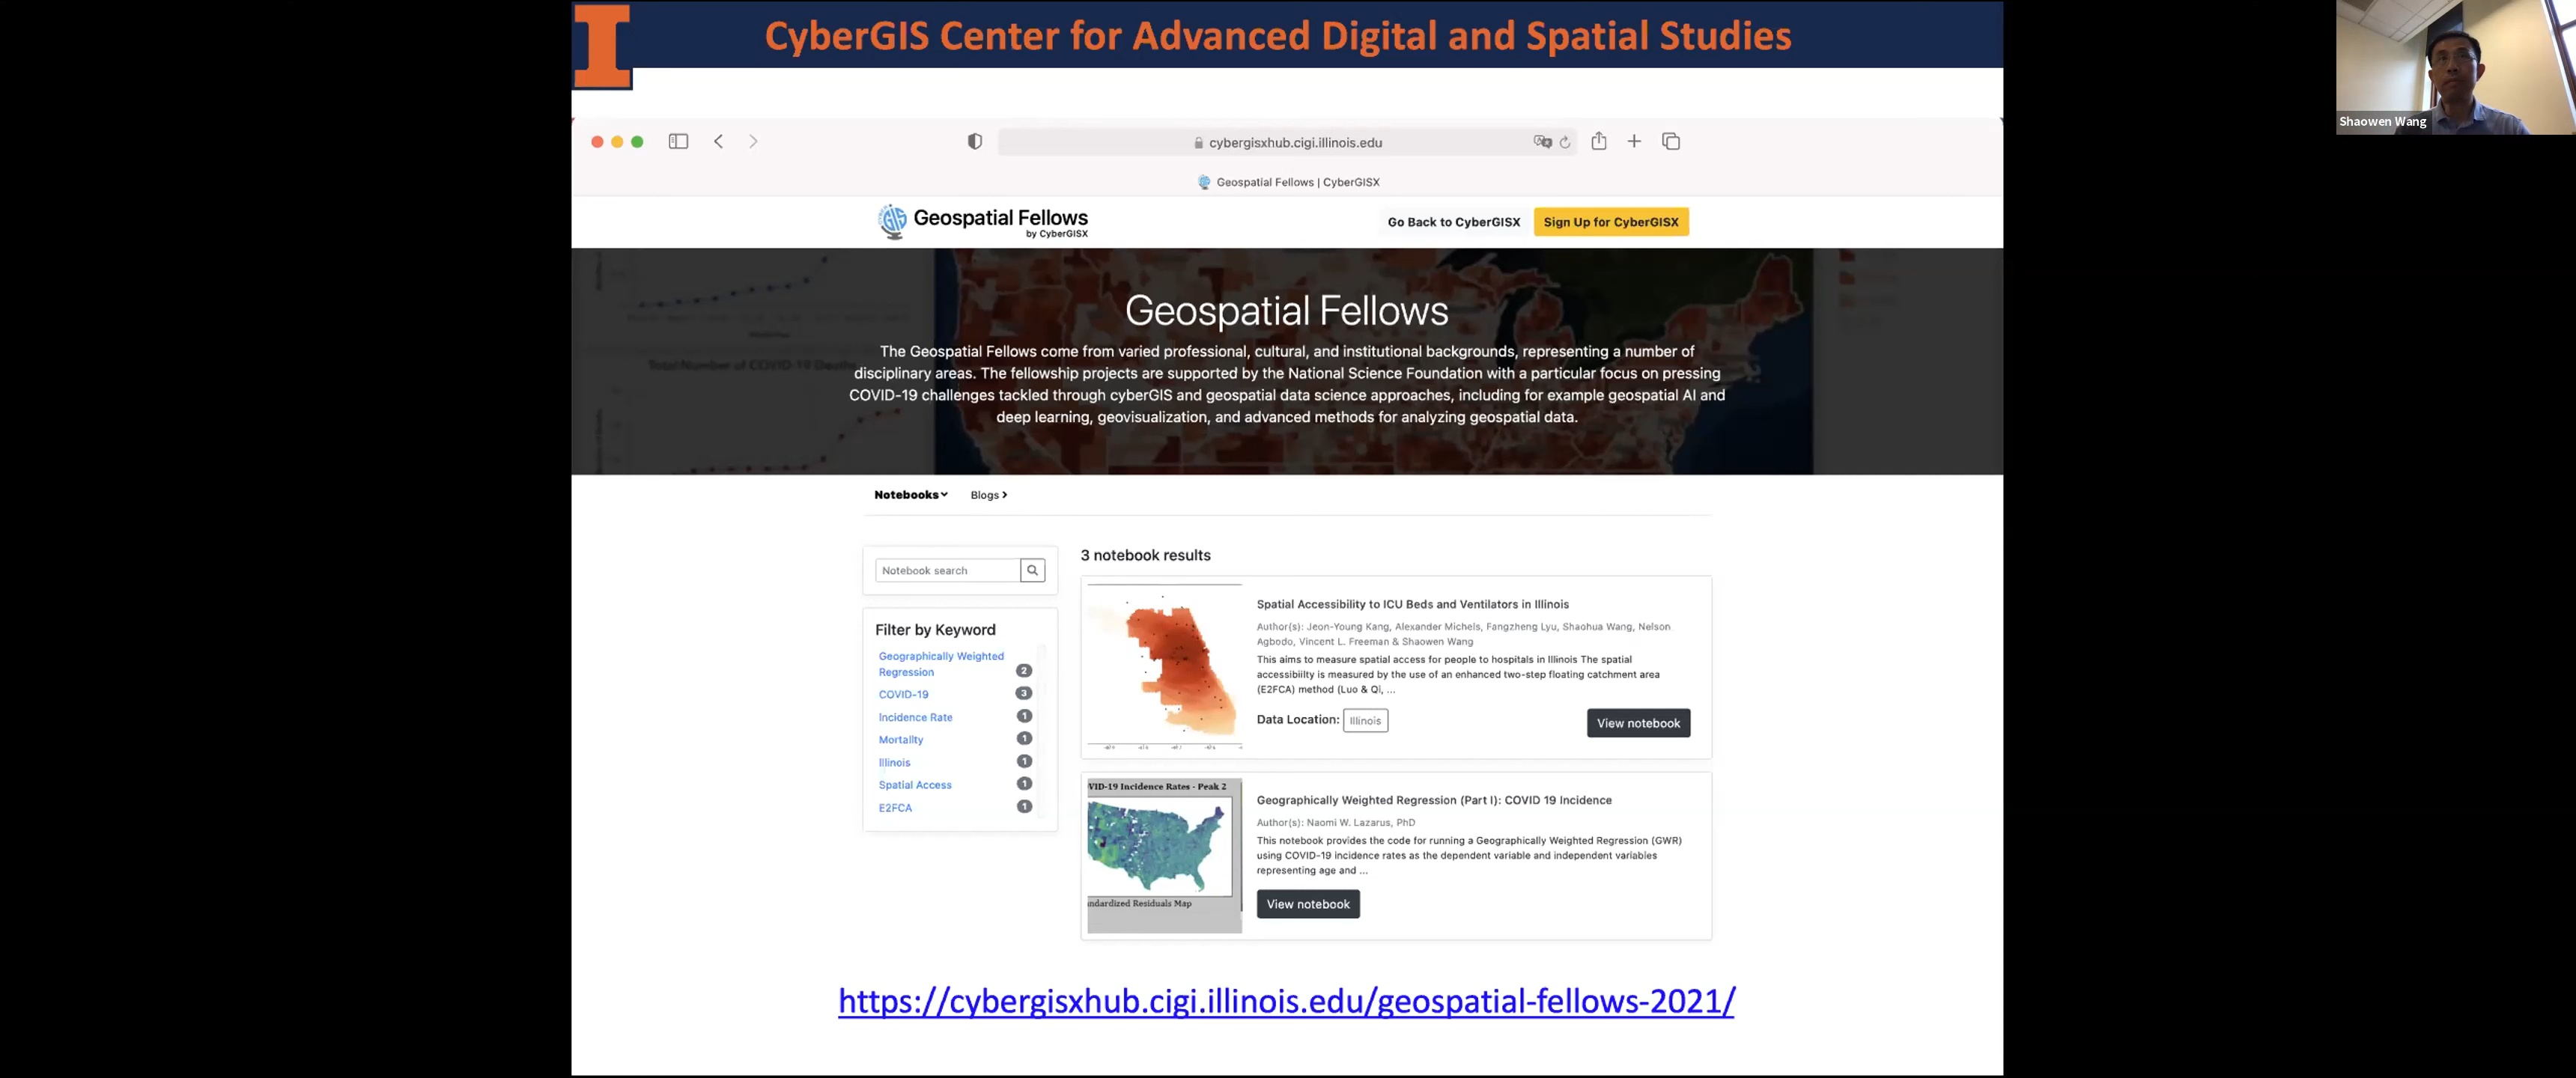 CyberGIS Center for Advanced Digital and Spatial Studies
Shaowen Wang
cybergisxhub.cigi.illinois.edu
Geospatial Fellows | CyberGISX
Geospatial Fellows
by CyberGISX
Go Back to CyberGISX
Sign Up for CyberGISX
Total Number of COVID-19 Deaths
Geospatial Fellows
The Geospatial Fellows come from varied professional, cultural, and institutional backgrounds, representing a number of
disciplinary areas. The fellowship projects are supported by the National Science Foundation with a particular focus on pressing
COVID-19 challenges tackled through cyberGIS and geospatial data science approaches, including for example geospatial AI and
deep learning, geovisualization, and advanced methods for analyzing geospatial data.
Notebooks
Blogs
Notebook search
Filter by Keyword
Geographically Weighted
Regression 2
COVID-19 3
Incidence Rate 1
Mortality 1
Illinois 1
Spatial Access 1
E2FCA 1
3 notebook results
Spatial Accessibility to ICU Beds and Ventilators in Illinois
Author(s): Jeon-Young Kang, Alexander Michels, Fangzheng Lyu, Shaohua Wang, Nelson
Agbodo, Vincent L. Freeman & Shaowen Wang
This aims to measure spatial access for people to hospitals in Illinois The spatial
accessibiilty is measured by the use of an enhanced two-step floating catchment area
(E2FCA) method (Luo & Qi, ...
Data Location: Illinois
View notebook
VID-19 Incidence Rates - Peak 2
ndardized Residuals Map
Geographically Weighted Regression (Part I): COVID 19 Incidence
Author(s): Naomi W. Lazarus, PhD
This notebook provides the code for running a Geographically Weighted Regression (GWR)
using COVID-19 incidence rates as the dependent variable and independent variables
representing age and ...
View notebook
https://cybergisxhub.cigi.illinois.edu/geospatial-fellows-2021/